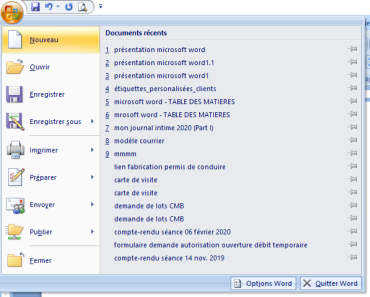 Nouveau
Ouvrir
Enregistrer
Enregistrer sous
Imprimer
Préparer
Envoyer
Publier
Fermer
Documents récents
1 présentation microsoft word
2 présentation microsoft word1.1
3 présentation microsoft word1
4 étiquettes_personalisées_clients
5 microsoft word - TABLE DES MATIERES
6 mrosoft word - TABLE DES MATIERES
7 mon journal intime 2020 (Part I)
8 modèle courrier
9 mmmm
lien fabrication permis de conduire
carte de visite
carte de visite
demande de lots CMB
demande de lots CMB
compte-rendu séance 06 février 2020
formulaire demande autorisation ouverture débit temporaire
compte-rendu séance 14 nov. 2019
Options Word
Quitter Word